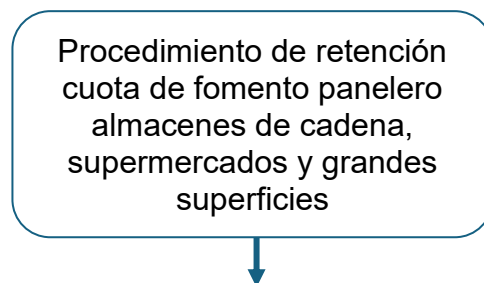 Procedimiento de retención
cuota de fomento panelero
almacenes de cadena,
supermercados y grandes
superficies